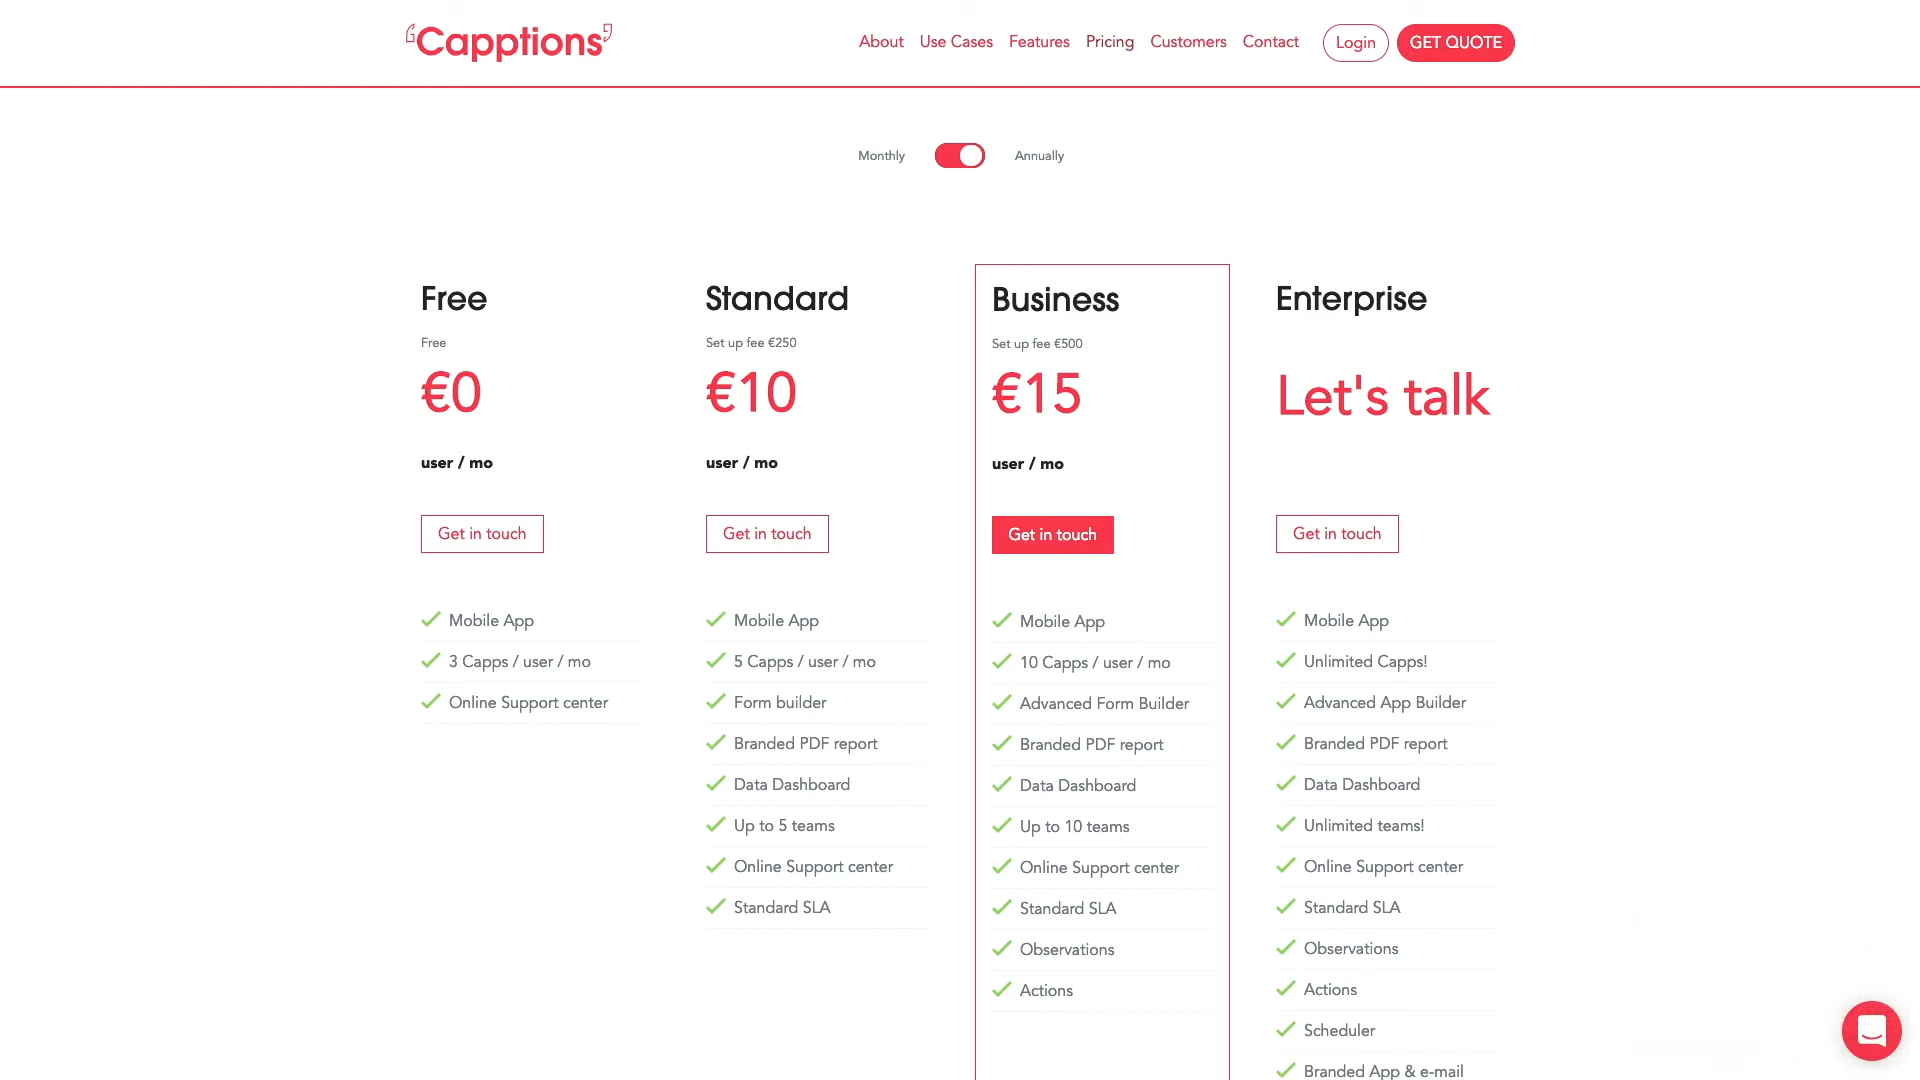 ‘Capptions’
About Use Cases Features Pricing Customers Contact Login GET QUOTE
Monthly Annually
Free
Free
€0
user / mo
Get in touch
Mobile App
3 Capps / user / mo
Online Support center
Standard
Set up fee €250
€10
user / mo
Get in touch
Mobile App
5 Capps / user / mo
Form builder
Branded PDF report
Data Dashboard
Up to 5 teams
Online Support center
Standard SLA
Business
Set up fee €500
€15
user / mo
Get in touch
Mobile App
10 Capps / user / mo
Advanced Form Builder
Branded PDF report
Data Dashboard
Up to 10 teams
Online Support center
Standard SLA
Observations
Actions
Enterprise
Let's talk
Get in touch
Mobile App
Unlimited Capps!
Advanced App Builder
Branded PDF report
Data Dashboard
Unlimited teams!
Online Support center
Standard SLA
Observations
Actions
Scheduler
Branded App & e-mail